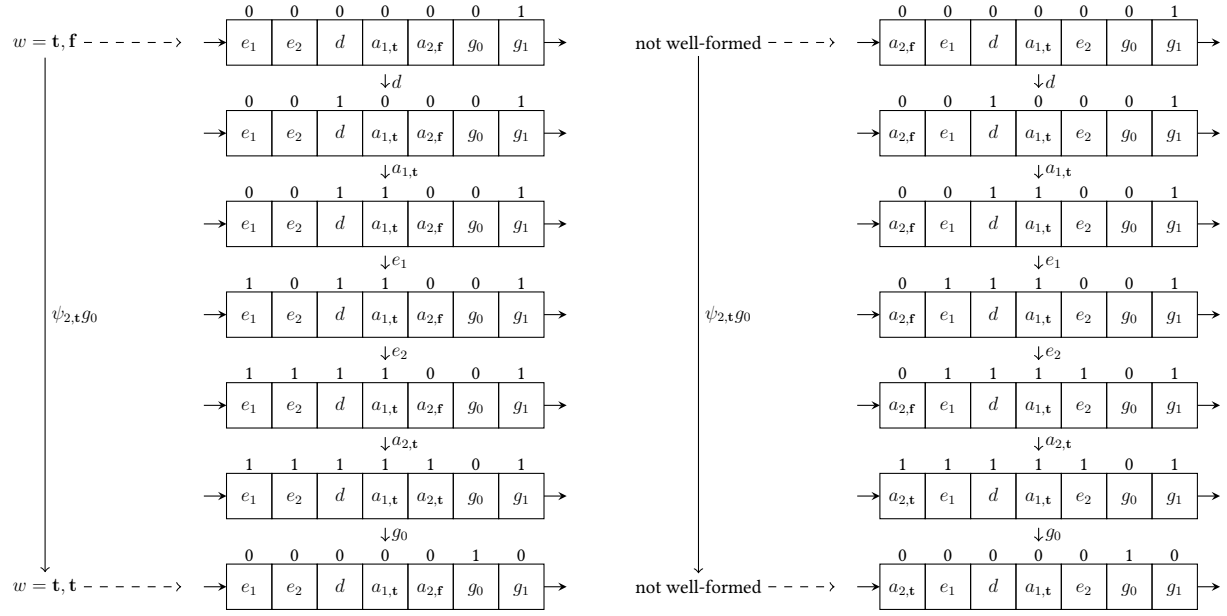 0 0 0 0 0 0 1 0 0 0 0 0 0 1
w = t, f e₁ e₂ d a₁,ₜ a₂,f g₀ g₁ not well-formed a₂,f e₁ d a₁,ₜ e₂ g₀ g₁
↓d ↓d
0 0 1 0 0 0 1 0 0 1 0 0 0 1
e₁ e₂ d a₁,ₜ a₂,f g₀ g₁ a₂,f e₁ d a₁,ₜ e₂ g₀ g₁
↓a₁,ₜ ↓a₁,ₜ
0 0 1 1 0 0 1 0 0 1 1 0 0 1
e₁ e₂ d a₁,ₜ a₂,f g₀ g₁ a₂,f e₁ d a₁,ₜ e₂ g₀ g₁
↓e₁ ↓e₁
1 0 1 1 0 0 1 0 1 1 1 0 0 1
ψ₂,ₜg₀ e₁ e₂ d a₁,ₜ a₂,f g₀ g₁ ψ₂,ₜg₀ a₂,f e₁ d a₁,ₜ e₂ g₀ g₁
↓e₂ ↓e₂
1 1 1 1 0 0 1 0 1 1 1 1 0 1
e₁ e₂ d a₁,ₜ a₂,f g₀ g₁ a₂,f e₁ d a₁,ₜ e₂ g₀ g₁
↓a₂,ₜ ↓a₂,ₜ
1 1 1 1 1 0 1 1 1 1 1 1 0 1
e₁ e₂ d a₁,ₜ a₂,ₜ g₀ g₁ a₂,ₜ e₁ d a₁,ₜ e₂ g₀ g₁
↓g₀ ↓g₀
0 0 0 0 0 1 0 0 0 0 0 0 1 0
w = t, t e₁ e₂ d a₁,ₜ a₂,f g₀ g₁ not well-formed a₂,ₜ e₁ d a₁,ₜ e₂ g₀ g₁